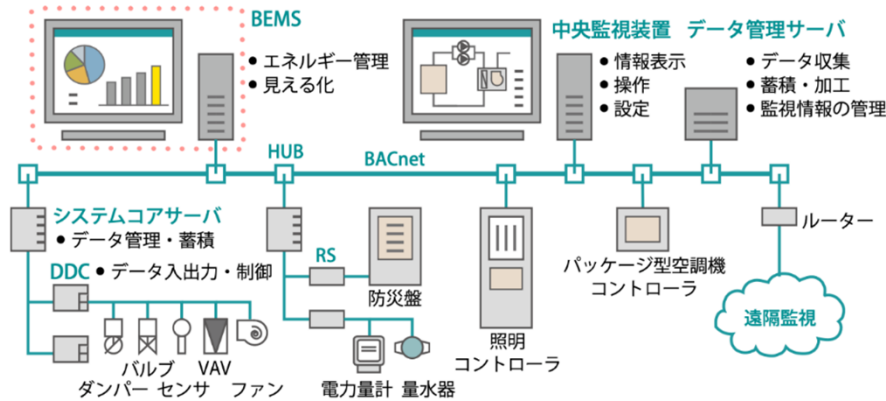 BEMS
● エネルギー管理
● 見える化
中央監視装置
● 情報表示
● 操作
● 設定
データ管理サーバ
● データ収集
● 蓄積・加工
● 監視情報の管理
HUB
BACnet
システムコアサーバ
● データ管理・蓄積
DDC ● データ入出力・制御
バルブ
VAV
ダンパー センサ ファン
RS
防災盤
電力量計 量水器
照明
コントローラ
パッケージ型空調機
コントローラ
ルーター
遠隔監視